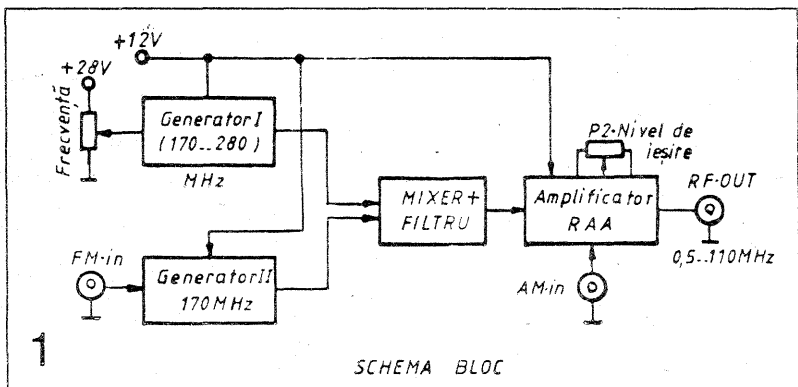 +12V
+28V
Frecvență
Generator I
(170...280)
MHz
P2-Nivel de
ieșire
RF-OUT
MIXER+
FILTRU
Amplificator
RAA
0,5...110MHz
FM-in
Generator II
170MHz
AM-in
1
SCHEMA BLOC